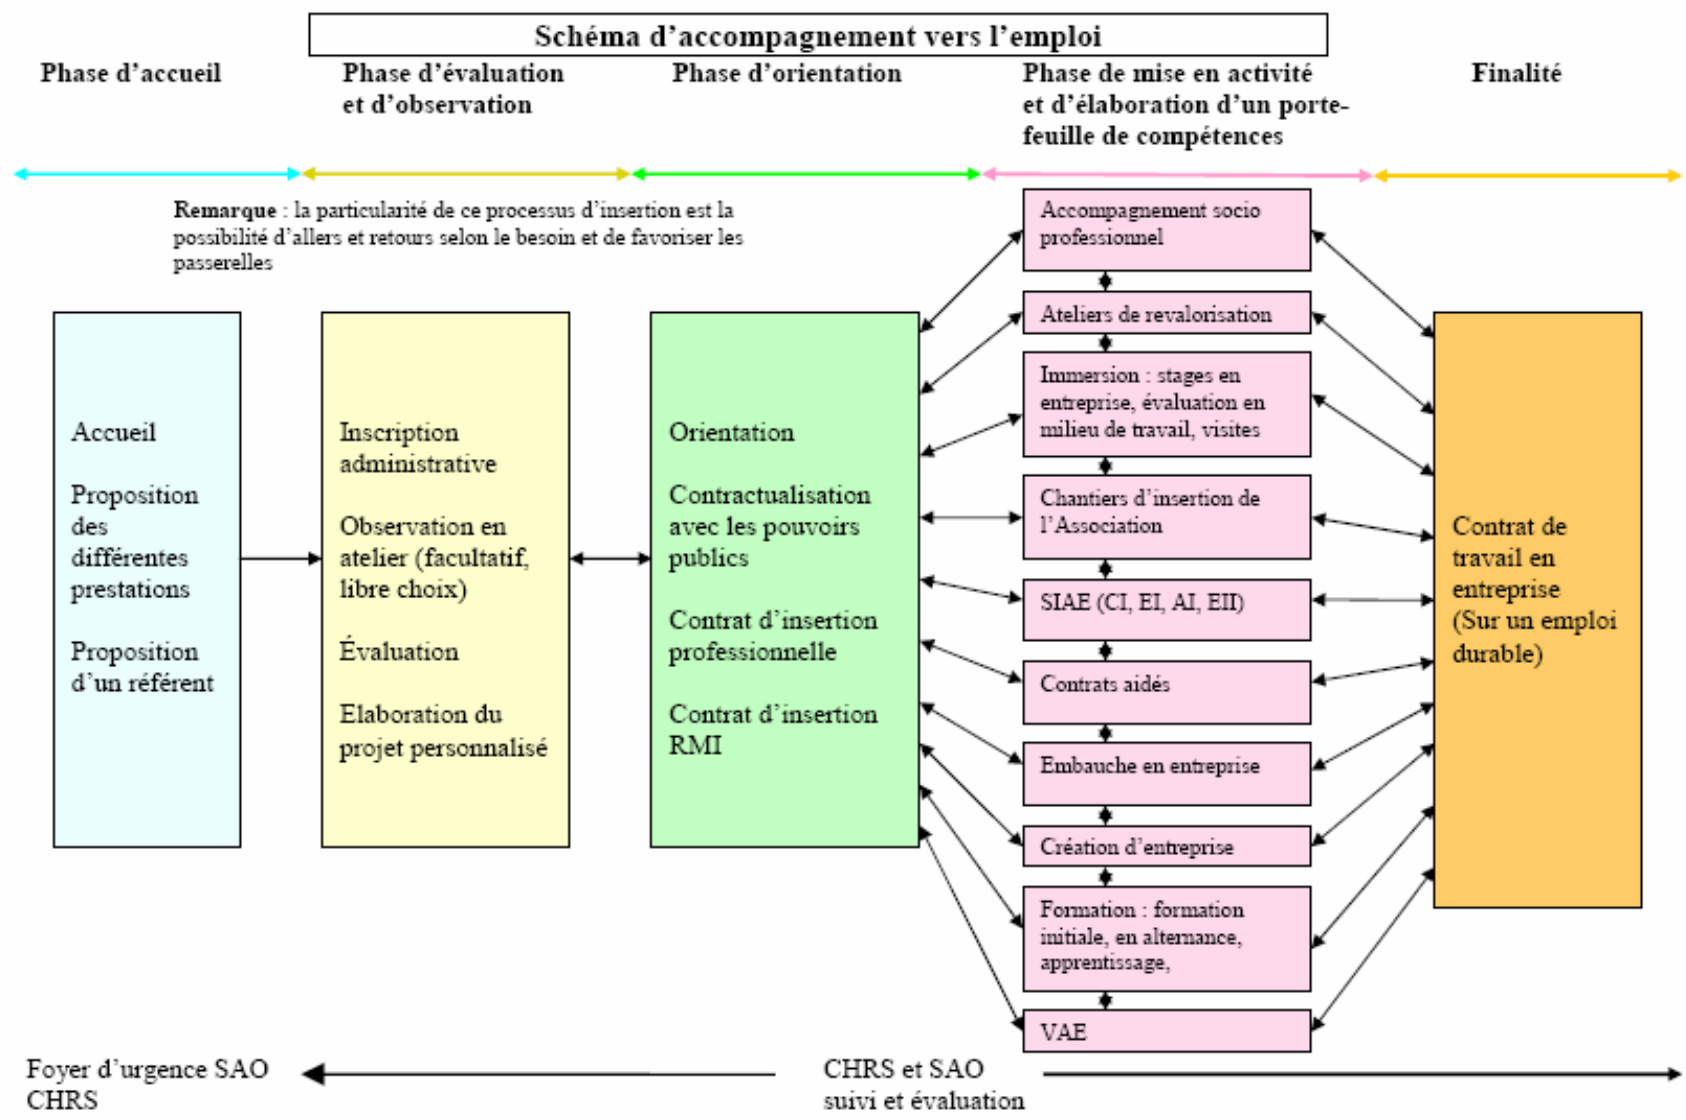 Schéma d'accompagnement vers l'emploi
Phase d'accueil
Phase d'évaluation
et d'observation
Phase d'orientation
Phase de mise en activité
et d'élaboration d'un porte-
feuille de compétences
Finalité
Remarque : la particularité de ce processus d'insertion est la
possibilité d'allers et retours selon le besoin et de favoriser les
passerelles
Accueil
Proposition
des
différentes
prestations
Proposition
d'un référent
Inscription
administrative
Observation en
atelier (facultatif,
libre choix)
Évaluation
Elaboration du
projet personnalisé
Orientation
Contractualisation
avec les pouvoirs
publics
Contrat d'insertion
professionnelle
Contrat d'insertion
RMI
Accompagnement socio
professionnel
Ateliers de revalorisation
Immersion : stages en
entreprise, évaluation en
milieu de travail, visites
Chantiers d'insertion de
l'Association
SIAE (CI, EI, AI, EII)
Contrats aidés
Embauche en entreprise
Création d'entreprise
Formation : formation
initiale, en alternance,
apprentissage,
VAE
Contrat de
travail en
entreprise
(Sur un emploi
durable)
Foyer d'urgence SAO
CHRS
CHRS et SAO
suivi et évaluation